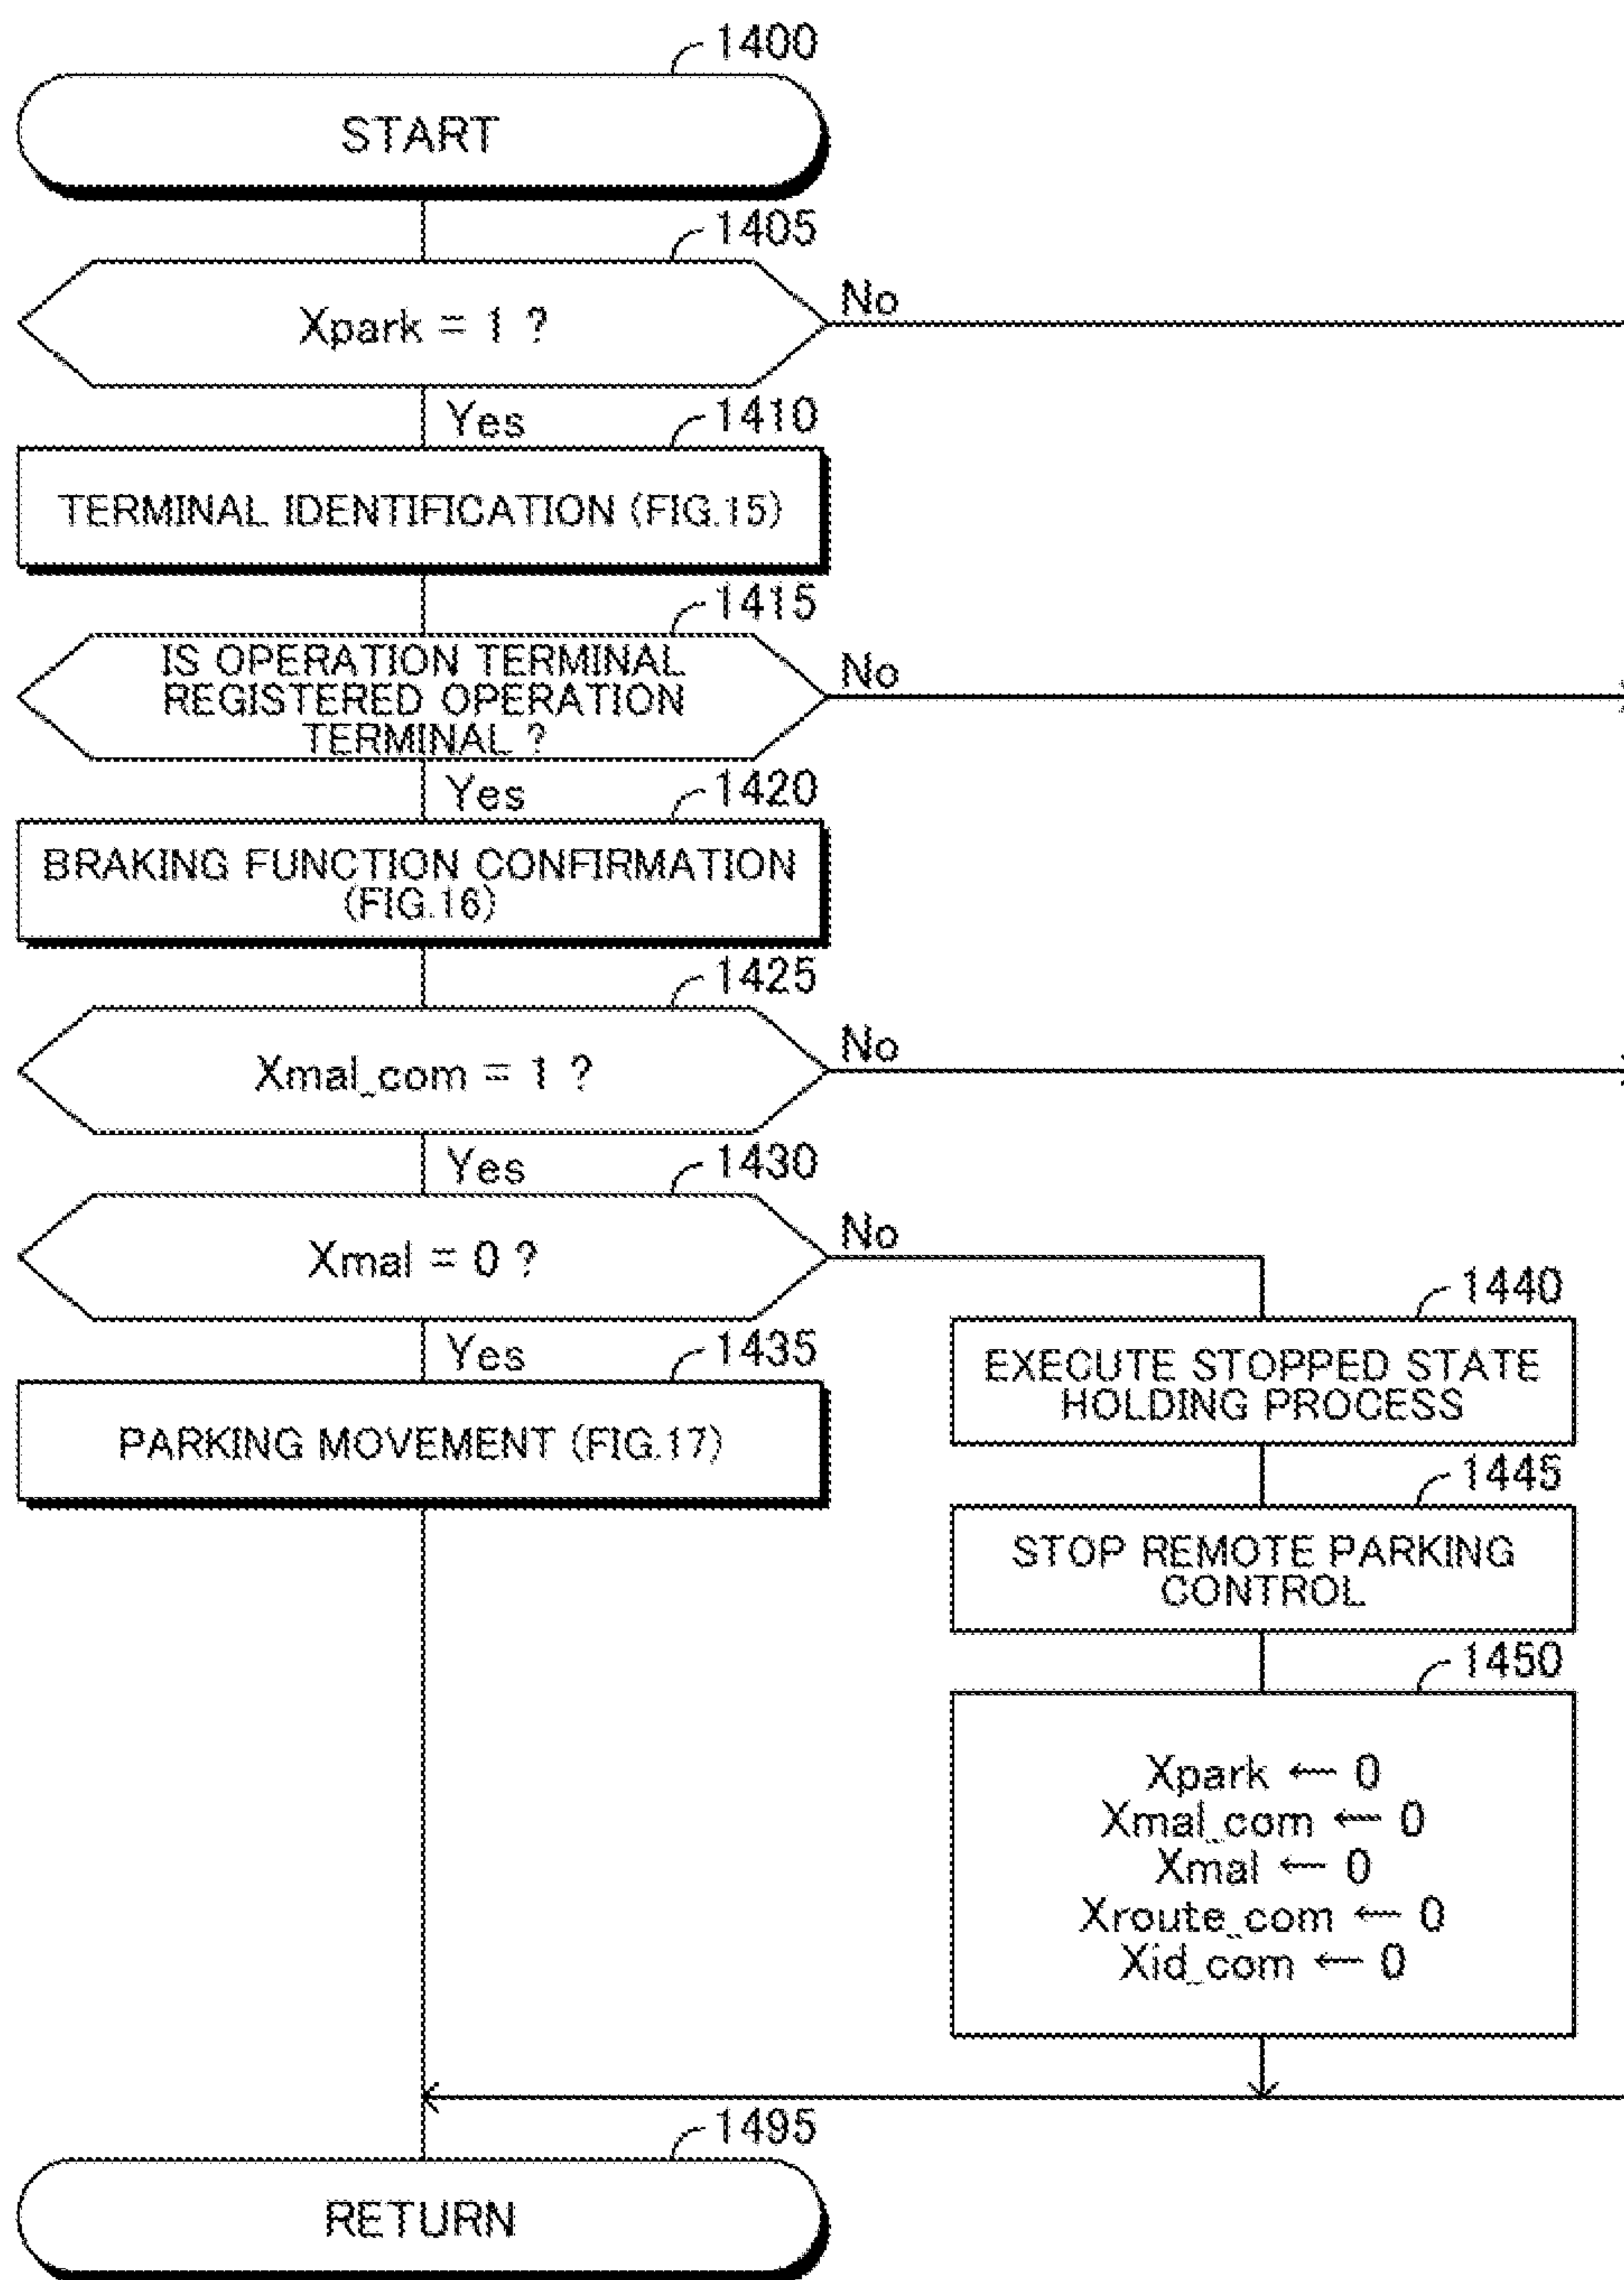 1400
START
1405
Xpark = 1 ?
No
Yes
1410
TERMINAL IDENTIFICATION (FIG.15)
1415
IS OPERATION TERMINAL
REGISTERED OPERATION
TERMINAL ?
No
Yes
1420
BRAKING FUNCTION CONFIRMATION
(FIG.16)
1425
Xmal_com = 1 ?
No
Yes
1430
Xmal = 0 ?
No
Yes
1435
PARKING MOVEMENT (FIG.17)
1440
EXECUTE STOPPED STATE
HOLDING PROCESS
1445
STOP REMOTE PARKING
CONTROL
1450
Xpark ← 0
Xmal_com ← 0
Xmal ← 0
Xroute_com ← 0
Xid_com ← 0
1495
RETURN